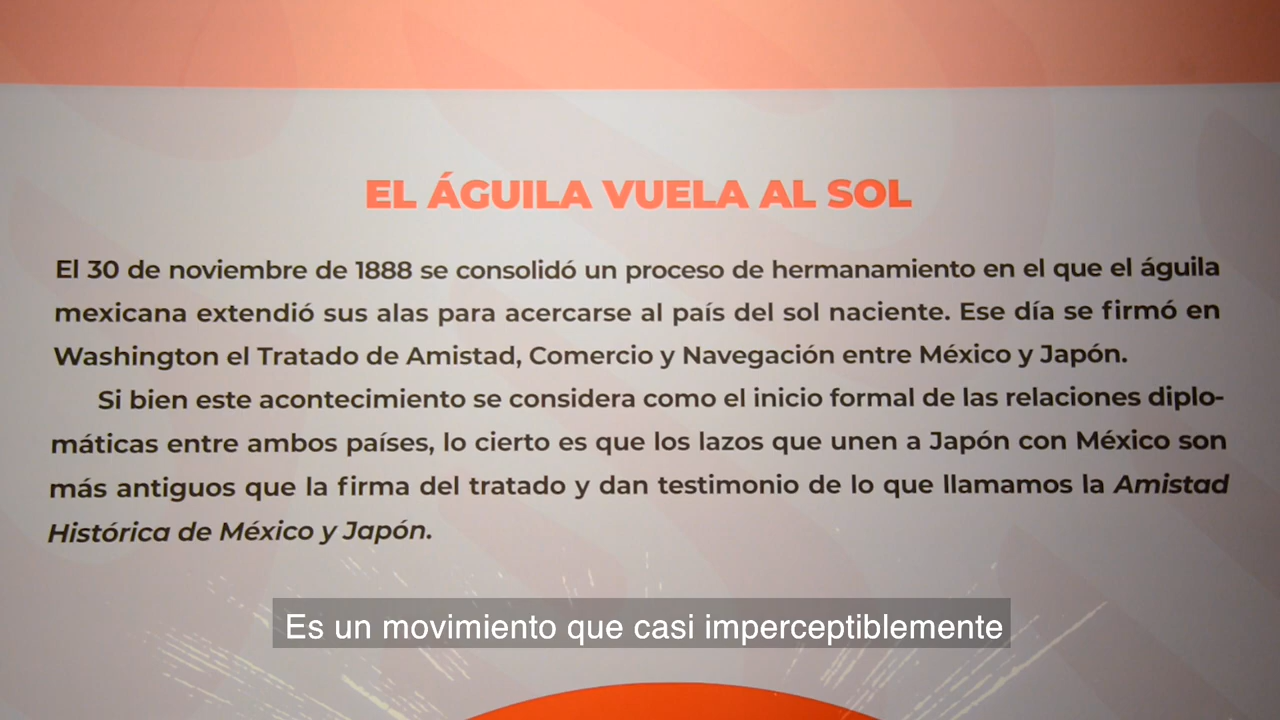 EL ÁGUILA VUELA AL SOL
El 30 de noviembre de 1888 se consolidó un proceso de hermanamiento en el que el águila
mexicana extendió sus alas para acercarse al país del sol naciente. Ese día se firmó en
Washington el Tratado de Amistad, Comercio y Navegación entre México y Japón.
Si bien este acontecimiento se considera como el inicio formal de las relaciones diplo-
máticas entre ambos países, lo cierto es que los lazos que unen a Japón con México son
más antiguos que la firma del tratado y dan testimonio de lo que llamamos la Amistad
Histórica de México y Japón.
Es un movimiento que casi imperceptiblemente